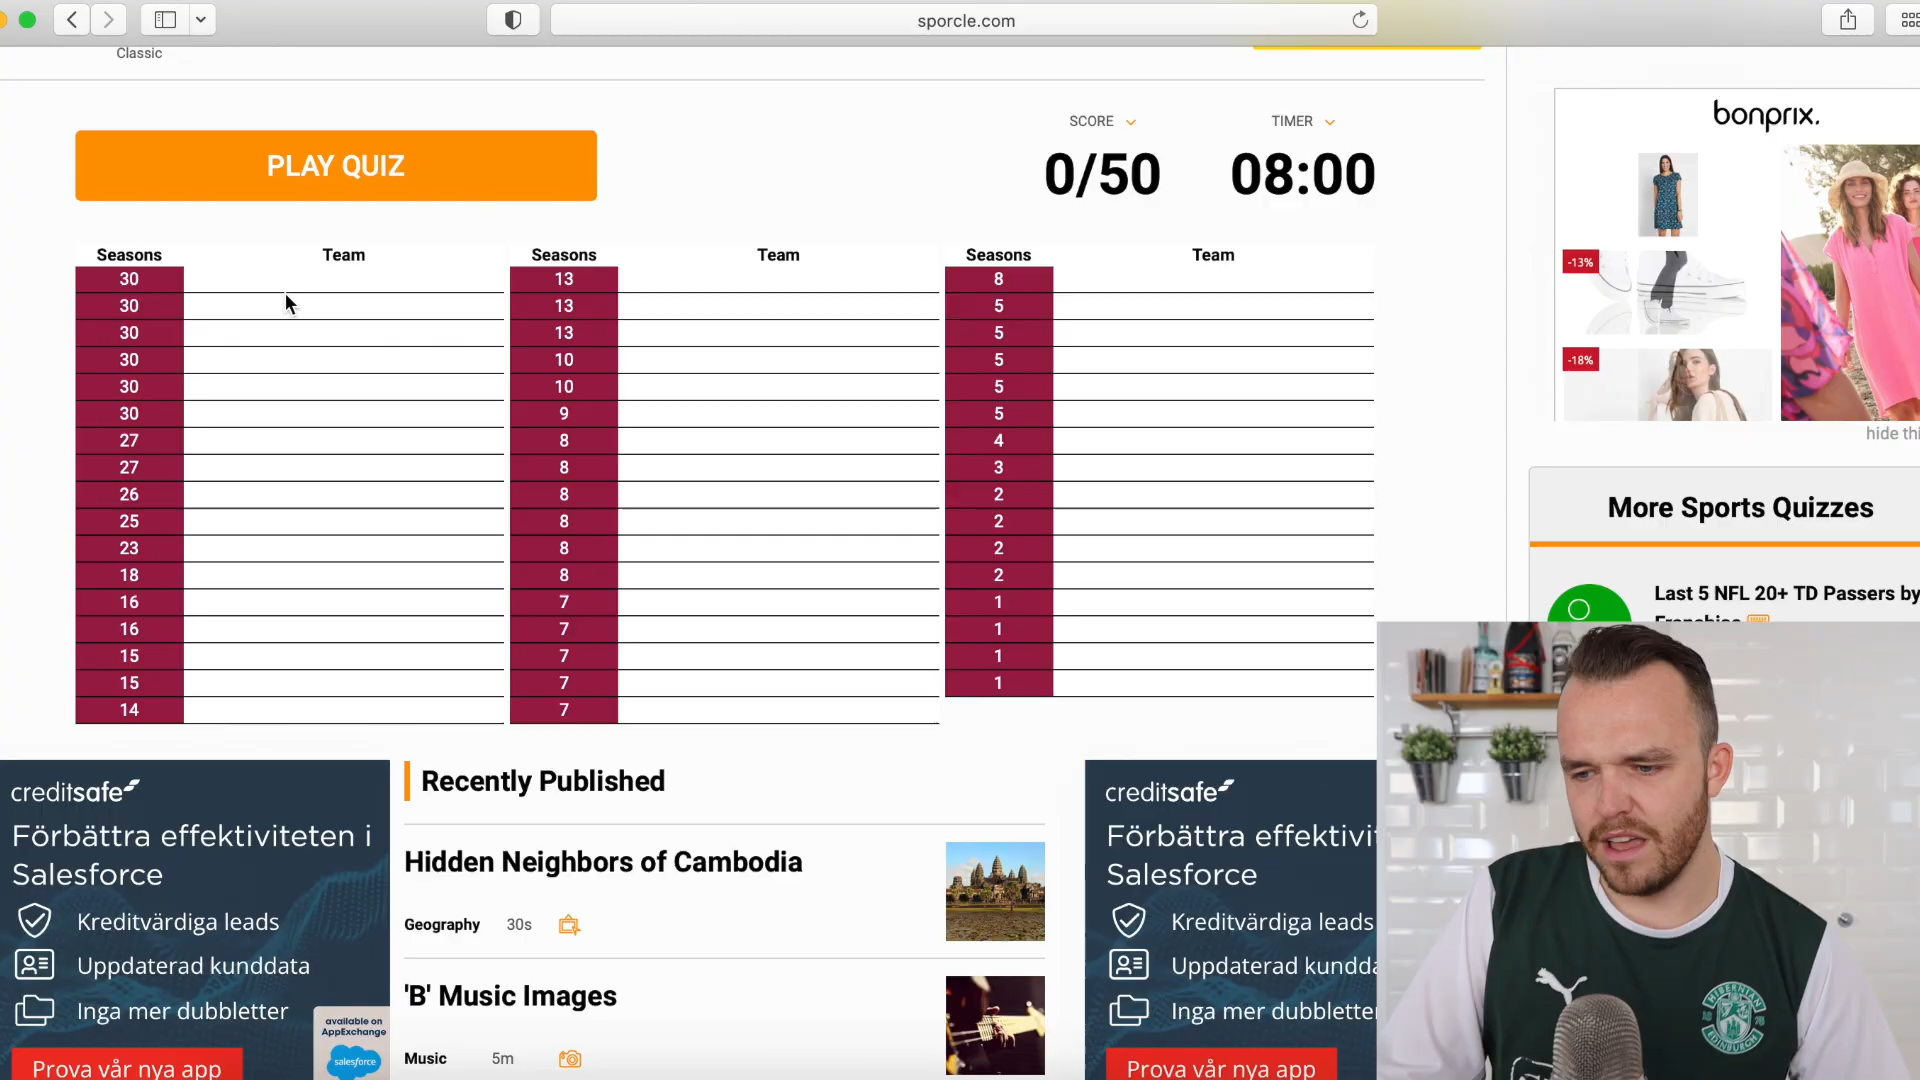 sporcle.com
Classic
PLAY QUIZ
SCORE
0/50
TIMER
08:00
Seasons Team
30
30
30
30
30
30
27
27
26
25
23
18
16
16
15
15
14
Seasons Team
13
13
13
10
10
9
8
8
8
8
8
8
7
7
7
7
7
Seasons Team
8
5
5
5
5
5
4
3
2
2
2
2
1
1
1
1
bonprix.
-13%
-18%
hide thi
More Sports Quizzes
Last 5 NFL 20+ TD Passers by
creditsafe
Förbättra effektiviteten i
Salesforce
Kreditvärdiga leads
Uppdaterad kunddata
Inga mer dubbletter
available on
AppExchange
salesforce
Prova vår nya app
Recently Published
Hidden Neighbors of Cambodia
Geography 30s
'B' Music Images
Music 5m
creditsafe
Förbättra effektivit
Salesforce
Kreditvärdiga leads
Uppdaterad kundda
Inga mer dubbletter
Prova vår nya app
HIBERNIAN
EDINBURGH